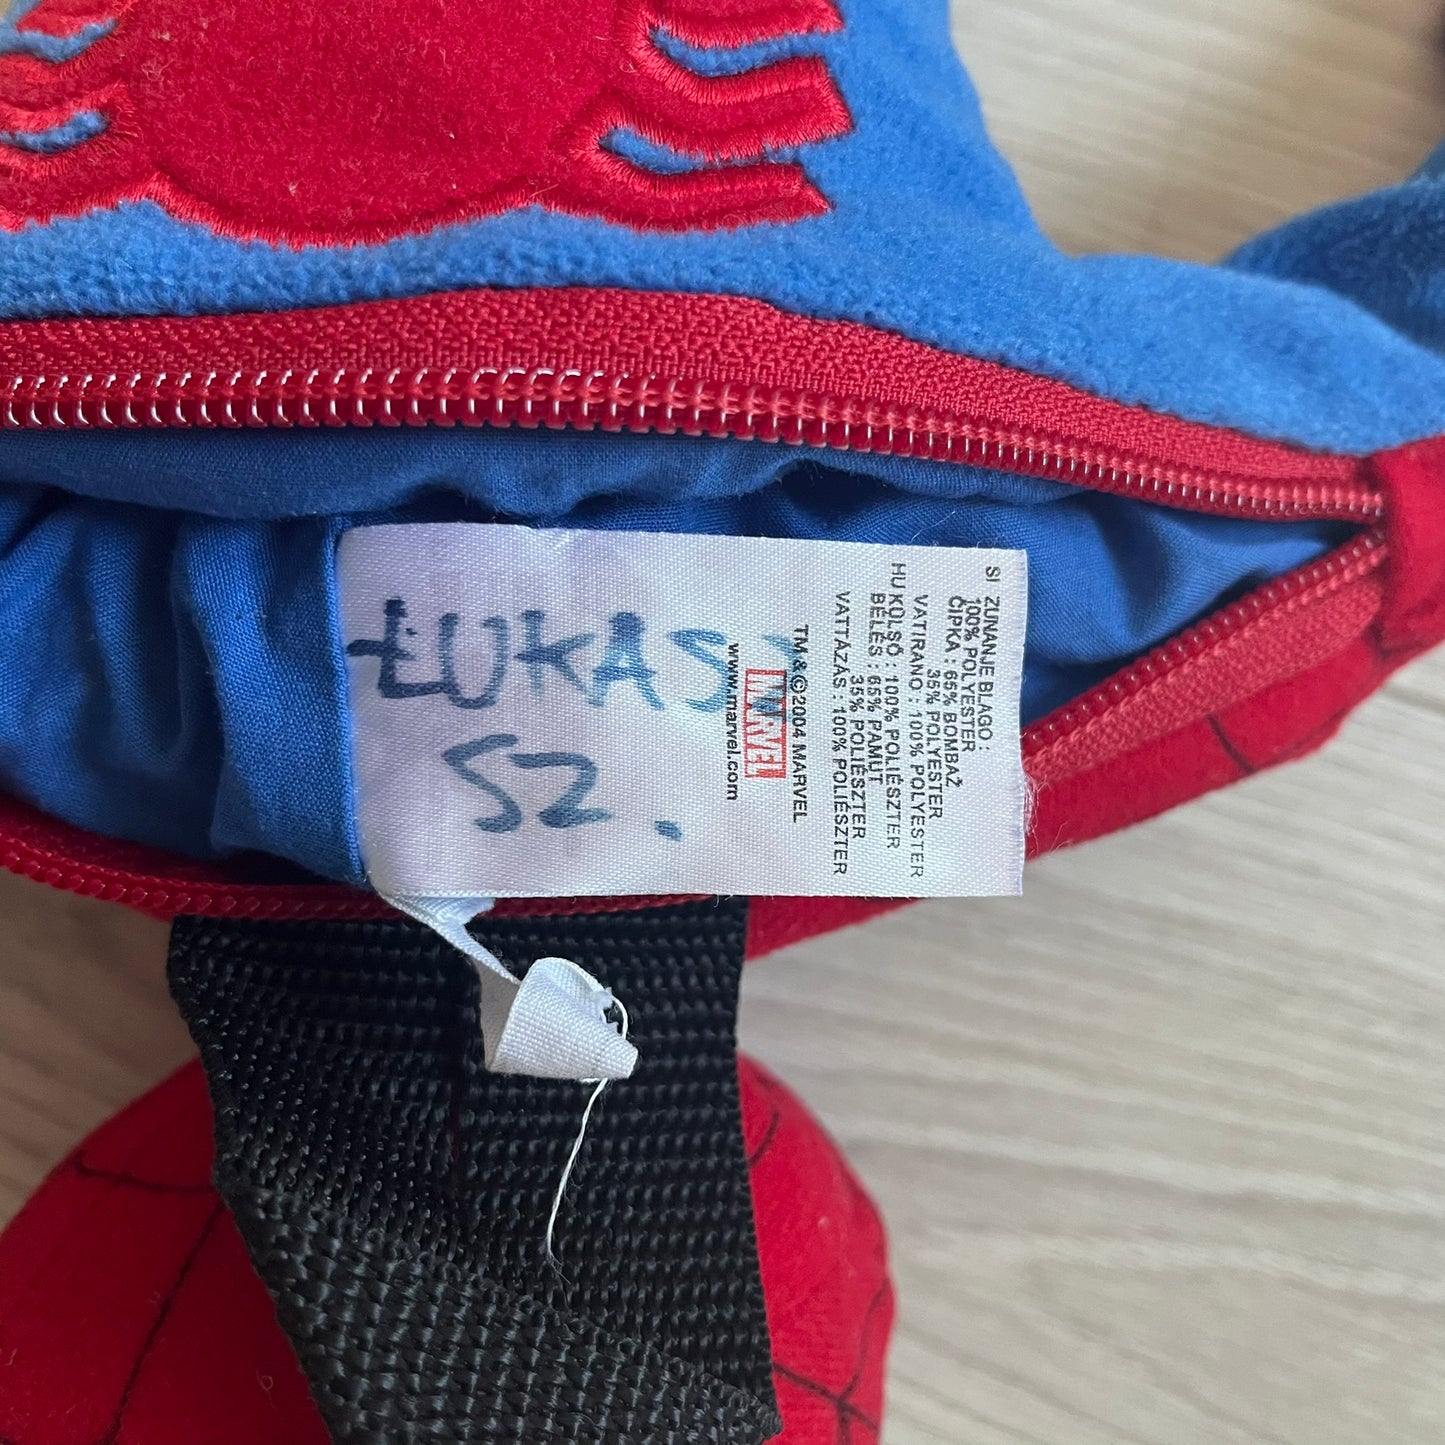 ŁUKASZ
SZ.
www.marvel.com
MARVEL
TM & © 2004 MARVEL
SI ZUNANJE BLAGO :
100% POLYESTER
ČIPKA : 65% BOMBAŽ
35% POLYESTER
VATIRANO : 100% POLYESTER
HU KÜLSŐ : 100% POLIÉSZTER
BÉLÉS : 65% PAMUT
35% POLIÉSZTER
VATTÁZÁS : 100% POLIÉSZTER